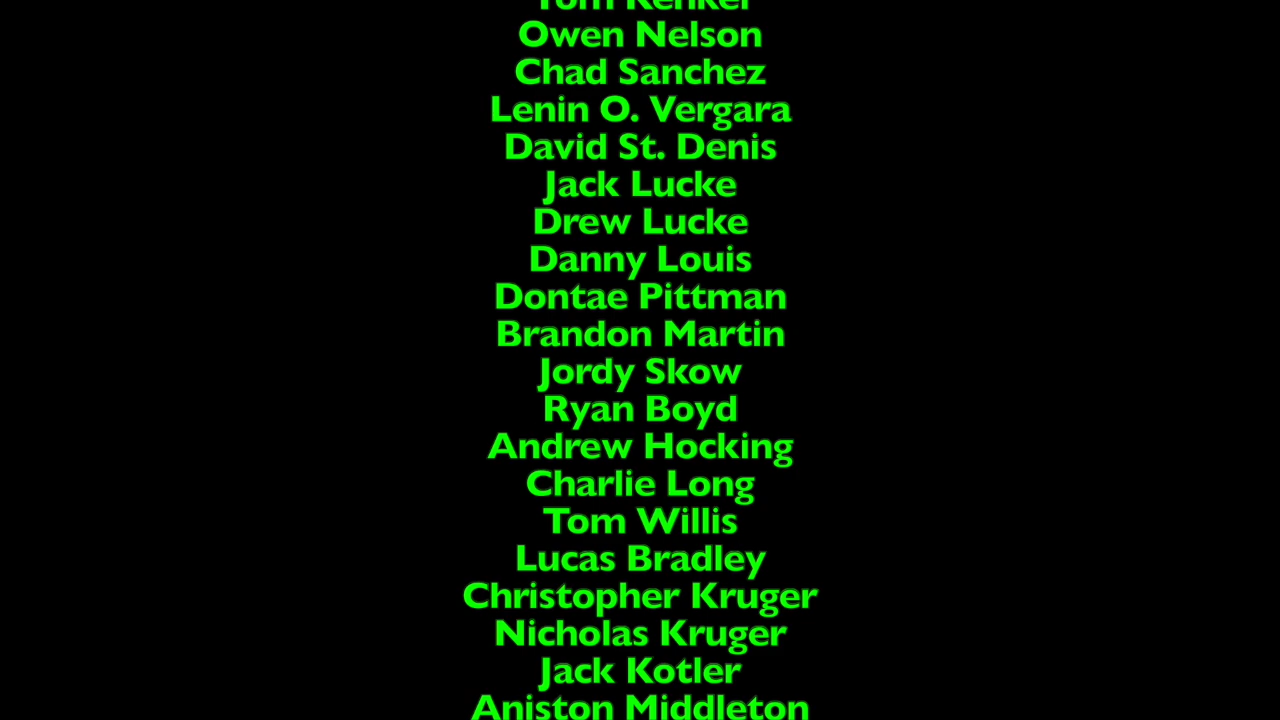 Tom Kenkel
Owen Nelson
Chad Sanchez
Lenin O. Vergara
David St. Denis
Jack Lucke
Drew Lucke
Danny Louis
Dontae Pittman
Brandon Martin
Jordy Skow
Ryan Boyd
Andrew Hocking
Charlie Long
Tom Willis
Lucas Bradley
Christopher Kruger
Nicholas Kruger
Jack Kotler
Aniston Middleton